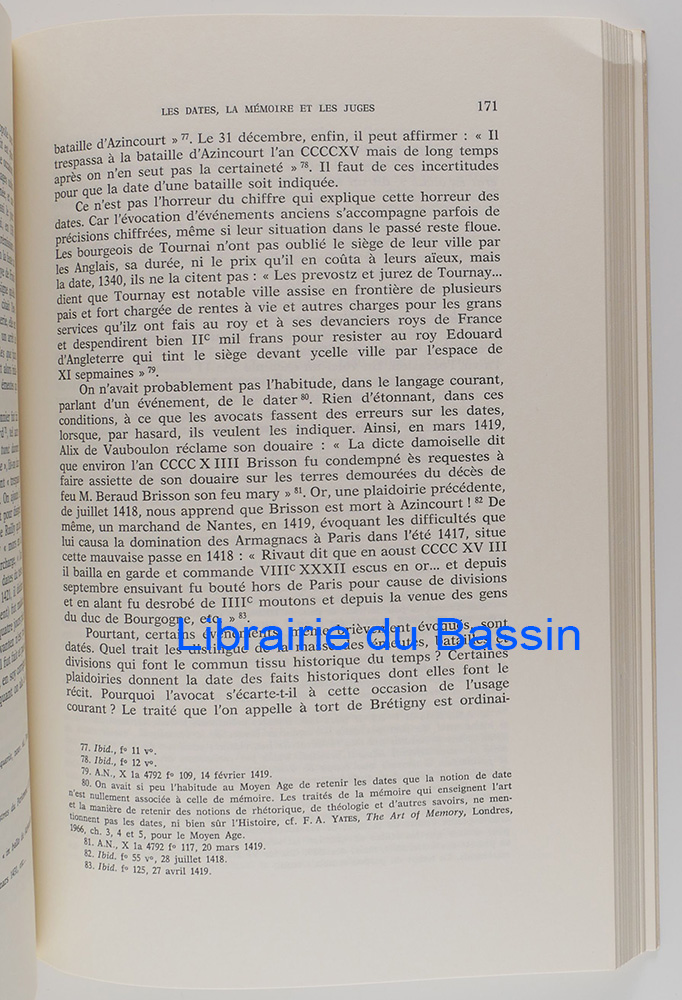 LES DATES, LA MÉMOIRE ET LES JUGES 171
bataille d'Azincourt » 77. Le 31 décembre, enfin, il peut affirmer : « Il
trespassa à la bataille d'Azincourt l'an CCCCXV mais de long temps
après on n'en seut pas la certaineté » 78. Il faut de ces incertitudes
pour que la date d'une bataille soit indiquée.
Ce n'est pas l'horreur du chiffre qui explique cette horreur des
dates. Car l'évocation d'événements anciens s'accompagne parfois de
précisions chiffrées, même si leur situation dans le passé reste floue.
Les bourgeois de Tournai n'ont pas oublié le siège de leur ville par
les Anglais, sa durée, ni le prix qu'il en coûta à leurs aïeux, mais
la date, 1340, ils ne la citent pas : « Les prevostz et jurez de Tournay...
dient que Tournay est notable ville assise en frontière de plusieurs
pais et fort chargée de rentes à vie et autres charges pour les grans
services qu'ilz ont fais au roy et à ses devanciers roys de France
et despendirent bien IIc mil frans pour resister au roy Edouard
d'Angleterre qui tint le siège devant ycelle ville par l'espace de
XI sepmaines » 79.
On n'avait probablement pas l'habitude, dans le langage courant,
parlant d'un événement, de le dater 80. Rien d'étonnant, dans ces
conditions, à ce que les avocats fassent des erreurs sur les dates,
lorsque, par hasard, ils veulent les indiquer. Ainsi, en mars 1419,
Alix de Vauboulon réclame son douaire : « La dicte damoiselle dit
que environ l'an CCCC X IIII Brisson fu condempné ès requestes à
faire assiette de son douaire sur les terres demourées du décès de
feu M. Beraud Brisson son feu mary » 81. Or, une plaidoirie précédente,
de juillet 1418, nous apprend que Brisson est mort à Azincourt ! 82 De
même, un marchand de Nantes, en 1419, évoquant les difficultés que
lui causa la domination des Armagnacs à Paris dans l'été 1417, situe
cette mauvaise passe en 1418 : « Rivaut dit que en aoust CCCC XV III
il bailla en garde et commande VIIIc XXXII escus en or... et depuis
septembre ensuivant fu bouté hors de Paris pour cause de divisions
et en alant fu desrobé de IIIIc moutons et depuis la venue des gens
du duc de Bourgogne, etc. » 83.
Librairie du Bassin
Pourtant, certains événements, même brièvement évoqués, sont
datés. Quel trait les distingue de la masse des émeutes, batailles et
divisions qui font le commun tissu historique du temps ? Certaines
plaidoiries donnent la date des faits historiques dont elles font le
récit. Pourquoi l'avocat s'écarte-t-il à cette occasion de l'usage
courant ? Le traité que l'on appelle à tort de Brétigny est ordinai-
77. Ibid., fo 11 vo.
78. Ibid., fo 12 vo.
79. A.N., X 1a 4792 fo 109, 14 février 1419.
80. On avait si peu l'habitude au Moyen Age de retenir les dates que la notion de date
n'est nullement associée à celle de mémoire. Les traités de la mémoire qui enseignent l'art
et la manière de retenir des notions de rhétorique, de théologie et d'autres savoirs, ne men-
tionnent pas les dates, ni bien sûr l'Histoire, cf. F. A. YATES, The Art of Memory, Londres,
1966, ch. 3, 4 et 5, pour le Moyen Age.
81. A.N., X 1a 4792 fo 117, 20 mars 1419.
82. Ibid. fo 55 vo, 28 juillet 1418.
83. Ibid. fo 125, 27 avril 1419.